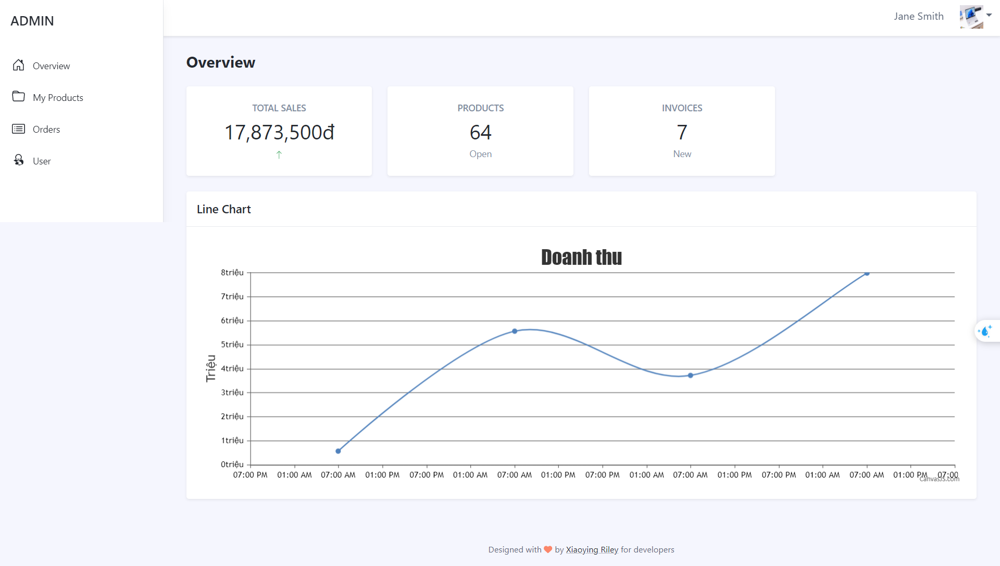 ADMIN
Jane Smith
Overview
My Products
Orders
User
Overview
TOTAL SALES
17,873,500đ
↑
PRODUCTS
64
Open
INVOICES
7
New
Line Chart
Doanh thu
Triệu
8triệu
7triệu
6triệu
5triệu
4triệu
3triệu
2triệu
1triệu
0triệu
07:00 PM 01:00 AM 07:00 AM 01:00 PM 07:00 PM 01:00 AM 07:00 AM 01:00 PM 07:00 PM 01:00 AM 07:00 AM 01:00 PM 07:00 PM 01:00 AM 07:00 AM 01:00 PM 07:00
CanvasJS.com
Designed with ❤ by Xiaoying Riley for developers